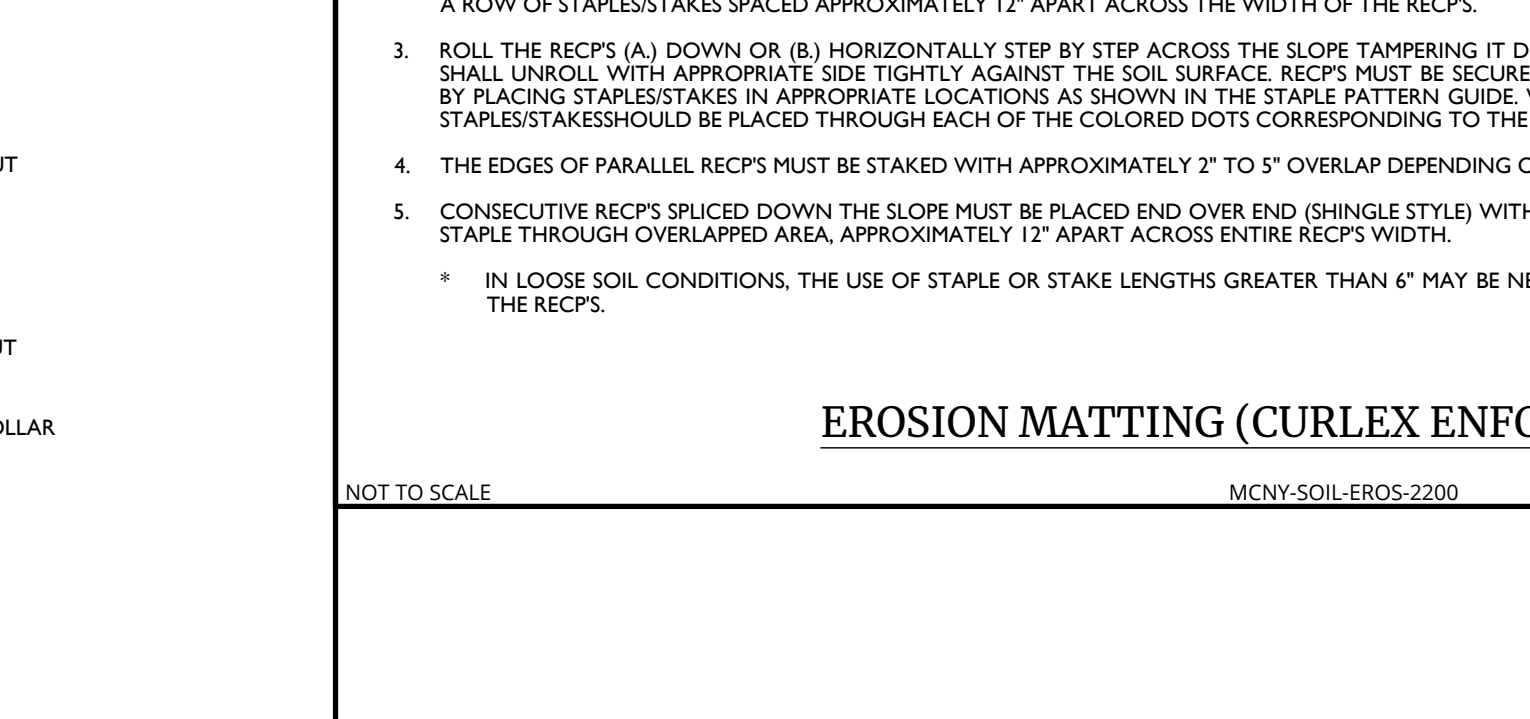 A ROW OF STAPLES/STAKES SPACED APPROXIMATELY 12" APART ACROSS THE WIDTH OF THE RECP'S.
3. ROLL THE RECP'S (A.) DOWN OR (B.) HORIZONTALLY STEP BY STEP ACROSS THE SLOPE TAMPERING IT D
SHALL UNROLL WITH APPROPRIATE SIDE TIGHTLY AGAINST THE SOIL SURFACE. RECP'S MUST BE SECURE
BY PLACING STAPLES/STAKES IN APPROPRIATE LOCATIONS AS SHOWN IN THE STAPLE PATTERN GUIDE.
STAPLES/STAKESSHOULD BE PLACED THROUGH EACH OF THE COLORED DOTS CORRESPONDING TO THE
UT
4. THE EDGES OF PARALLEL RECP'S MUST BE STAKED WITH APPROXIMATELY 2" TO 5" OVERLAP DEPENDING O
5. CONSECUTIVE RECP'S SPLICED DOWN THE SLOPE MUST BE PLACED END OVER END (SHINGLE STYLE) WITH
STAPLE THROUGH OVERLAPPED AREA, APPROXIMATELY 12" APART ACROSS ENTIRE RECP'S WIDTH.
* IN LOOSE SOIL CONDITIONS, THE USE OF STAPLE OR STAKE LENGTHS GREATER THAN 6" MAY BE NE
THE RECP'S.
UT
OLLAR
EROSION MATTING (CURLEX ENFO
NOT TO SCALE
MCNY-SOIL-EROS-2200